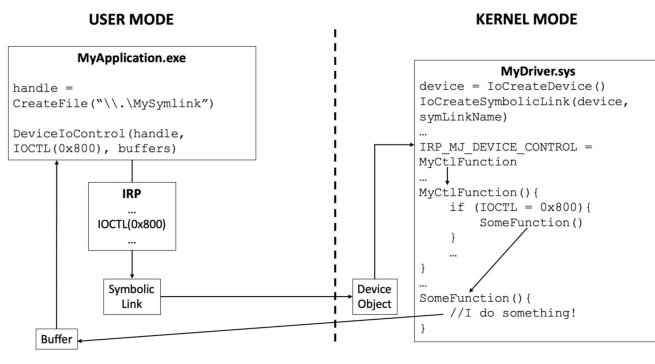 USER MODE
KERNEL MODE
MyApplication.exe
handle =
CreateFile(“\\.\MySymlink”)
DeviceIoControl(handle,
IOCTL(0x800), buffers)
IRP
…
IOCTL(0x800)
…
Symbolic
Link
Buffer
Device
Object
MyDriver.sys
device = IoCreateDevice()
IoCreateSymbolicLink(device,
symLinkName)
…
IRP_MJ_DEVICE_CONTROL =
MyCtlFunction
…
MyCtlFunction(){
if (IOCTL = 0x800){
SomeFunction()
}
…
}
…
SomeFunction(){
//I do something!
}